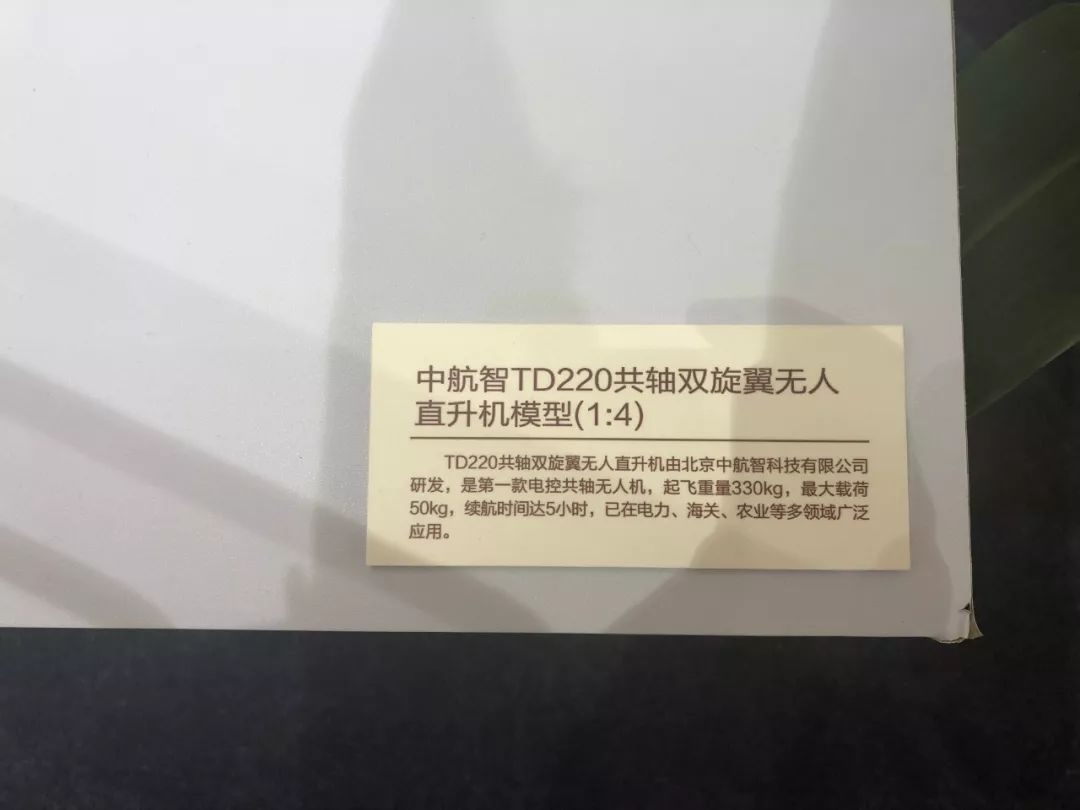 中航智TD220共轴双旋翼无人
直升机模型(1:4)
TD220共轴双旋翼无人直升机由北京中航智科技有限公司
研发，是第一款电控共轴无人机，起飞重量330kg，最大载荷
50kg，续航时间达5小时，已在电力、海关、农业等多领域广泛
应用。